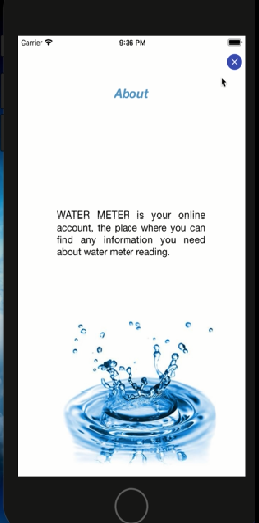 Carrier 6:36 PM
About
WATER METER is your online
account, the place where you can
find any information you need
about water meter reading.